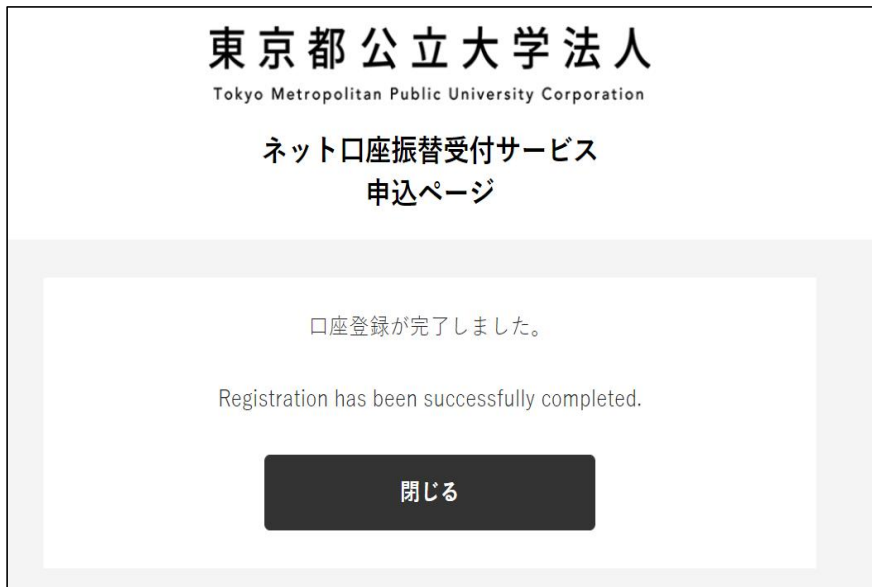 東京都公立大学法人
Tokyo Metropolitan Public University Corporation
ネット口座振替受付サービス
申込ページ
口座登録が完了しました。
Registration has been successfully completed.
閉じる